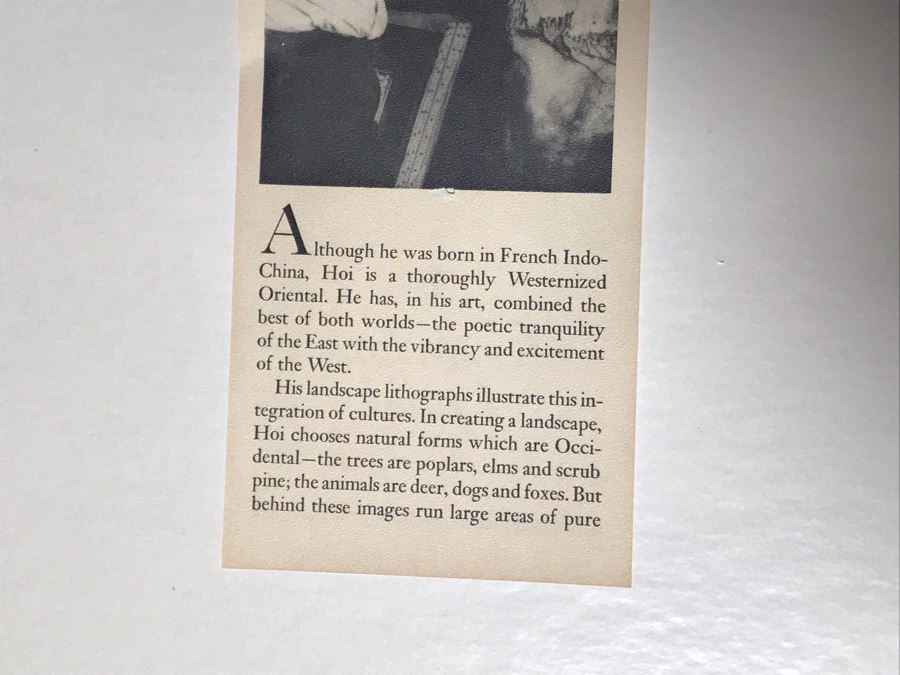 Although he was born in French Indo-
China, Hoi is a thoroughly Westernized
Oriental. He has, in his art, combined the
best of both worlds—the poetic tranquility
of the East with the vibrancy and excitement
of the West.
His landscape lithographs illustrate this in-
tegration of cultures. In creating a landscape,
Hoi chooses natural forms which are Occi-
dental—the trees are poplars, elms and scrub
pine; the animals are deer, dogs and foxes. But
behind these images run large areas of pure